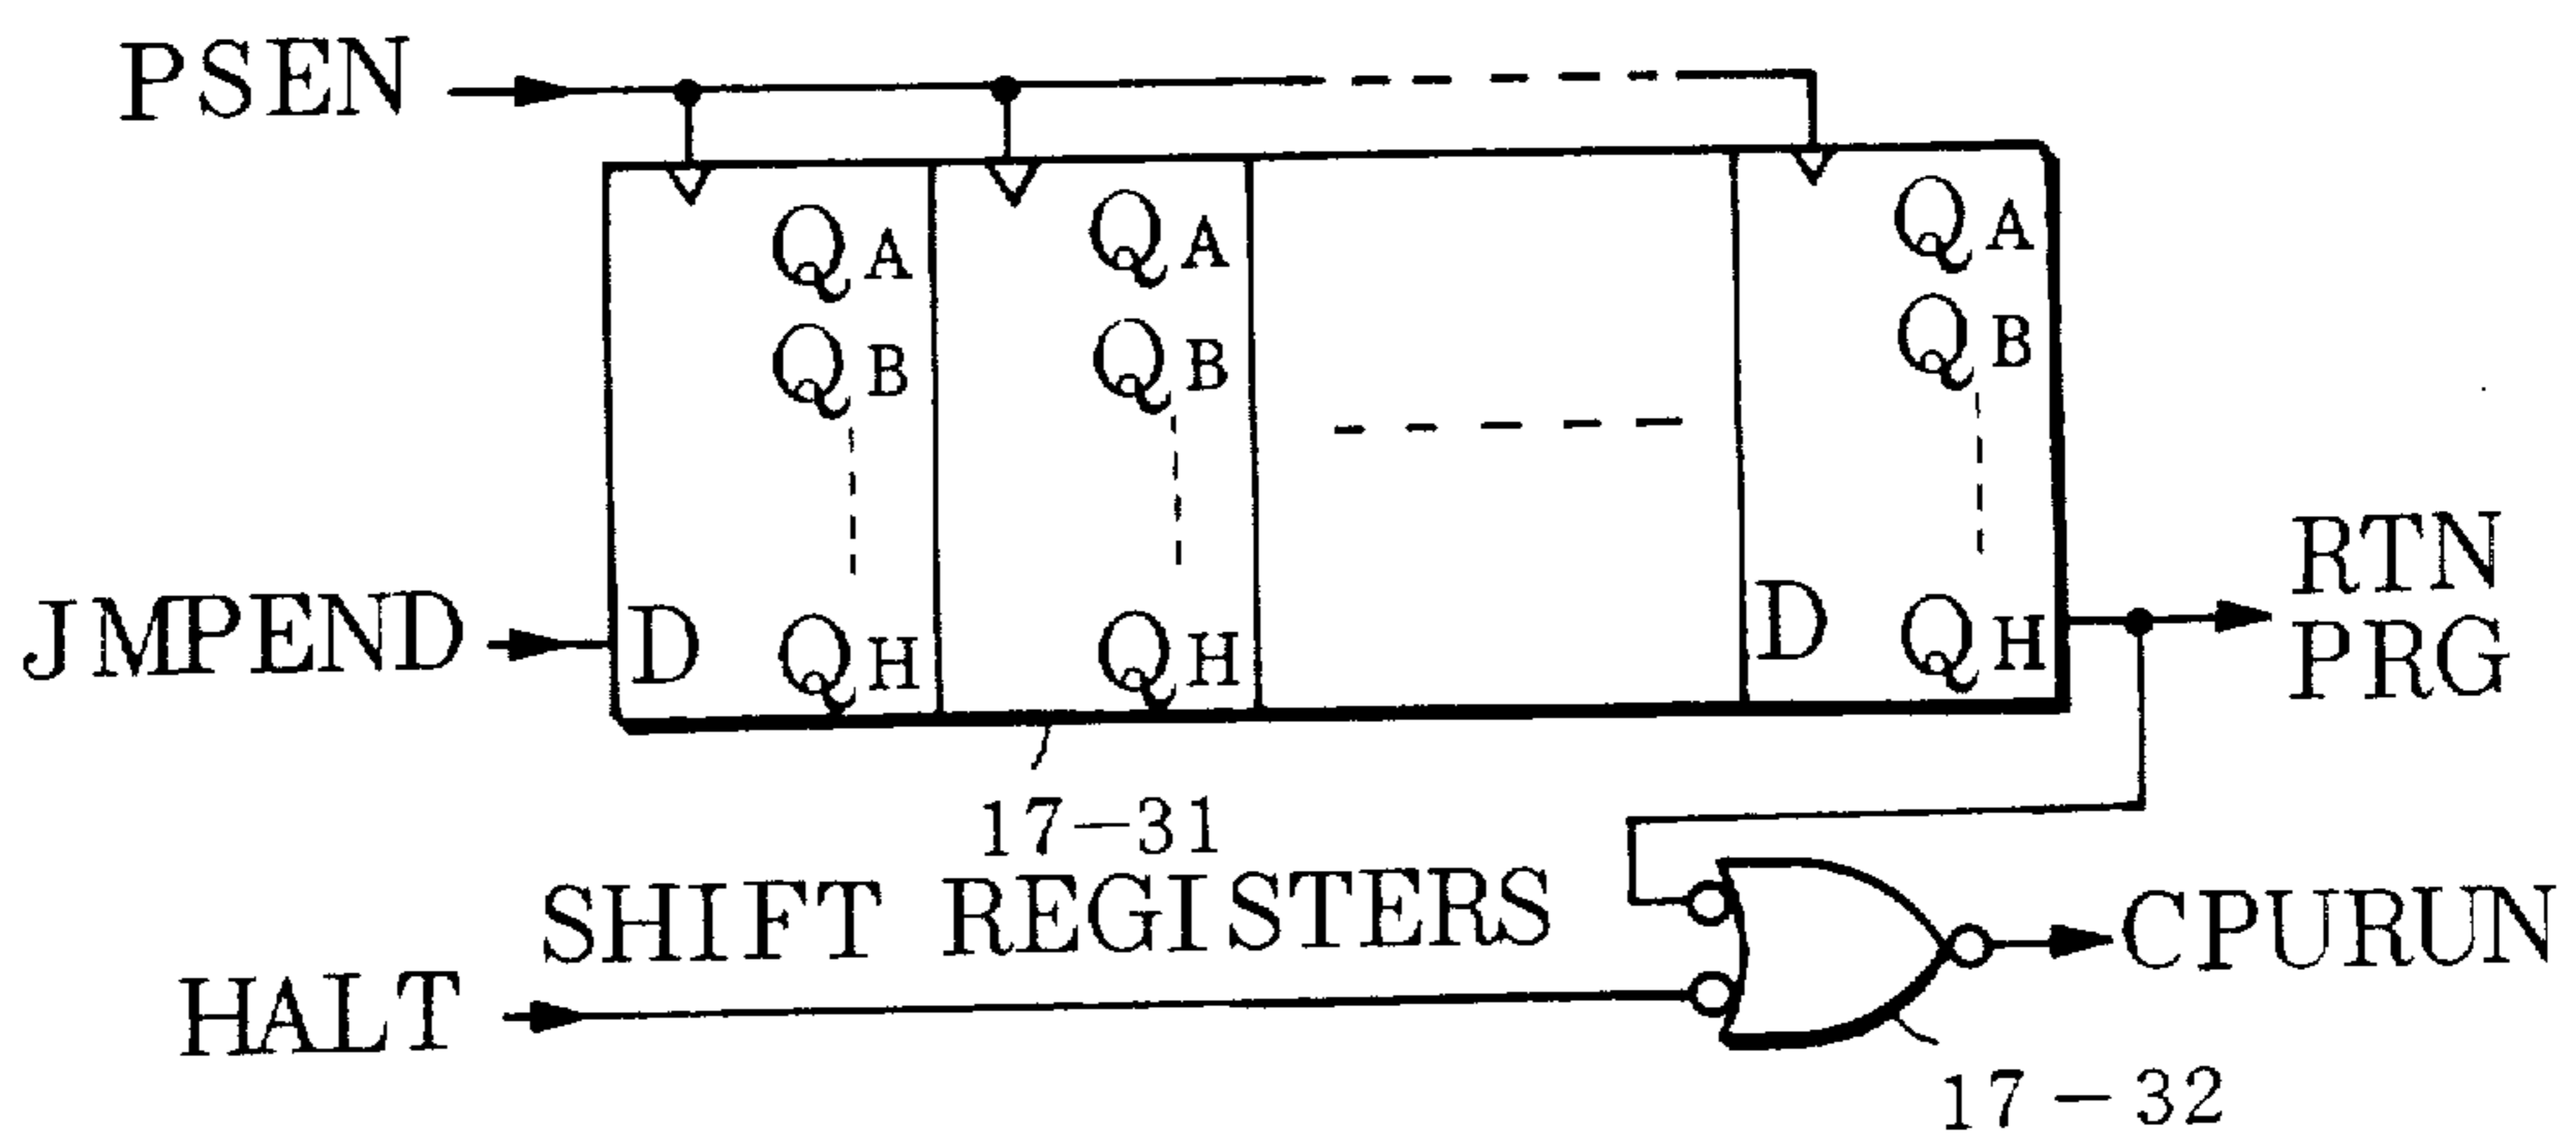 PSEN
QA QA QA
QB QB QB
JMPEND D QH QH D QH
RTN
PRG
17-31
SHIFT REGISTERS
CPURUN
HALT
17-32